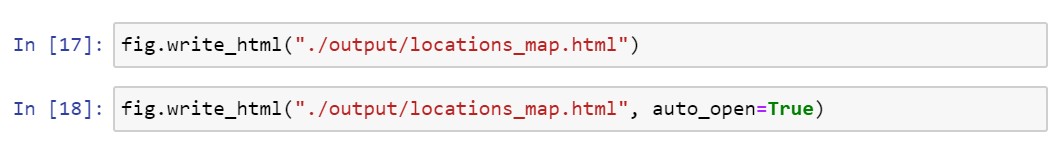 In [17]: fig.write_html("./output/locations_map.html")
In [18]: fig.write_html("./output/locations_map.html", auto_open=True)